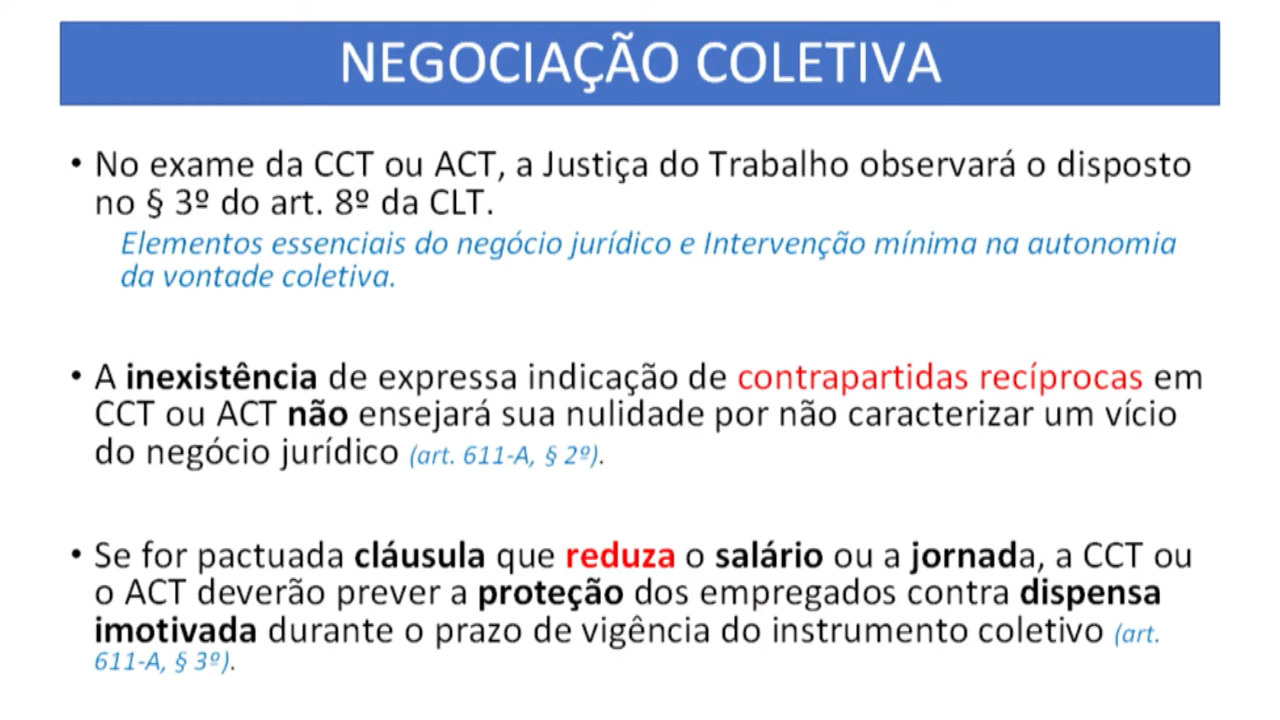 NEGOCIAÇÃO COLETIVA
• No exame da CCT ou ACT, a Justiça do Trabalho observará o disposto
no § 3º do art. 8º da CLT.
Elementos essenciais do negócio jurídico e Intervenção mínima na autonomia
da vontade coletiva.
• A inexistência de expressa indicação de contrapartidas recíprocas em
CCT ou ACT não ensejará sua nulidade por não caracterizar um vício
do negócio jurídico (art. 611-A, § 2º).
• Se for pactuada cláusula que reduza o salário ou a jornada, a CCT ou
o ACT deverão prever a proteção dos empregados contra dispensa
imotivada durante o prazo de vigência do instrumento coletivo (art.
611-A, § 3º).